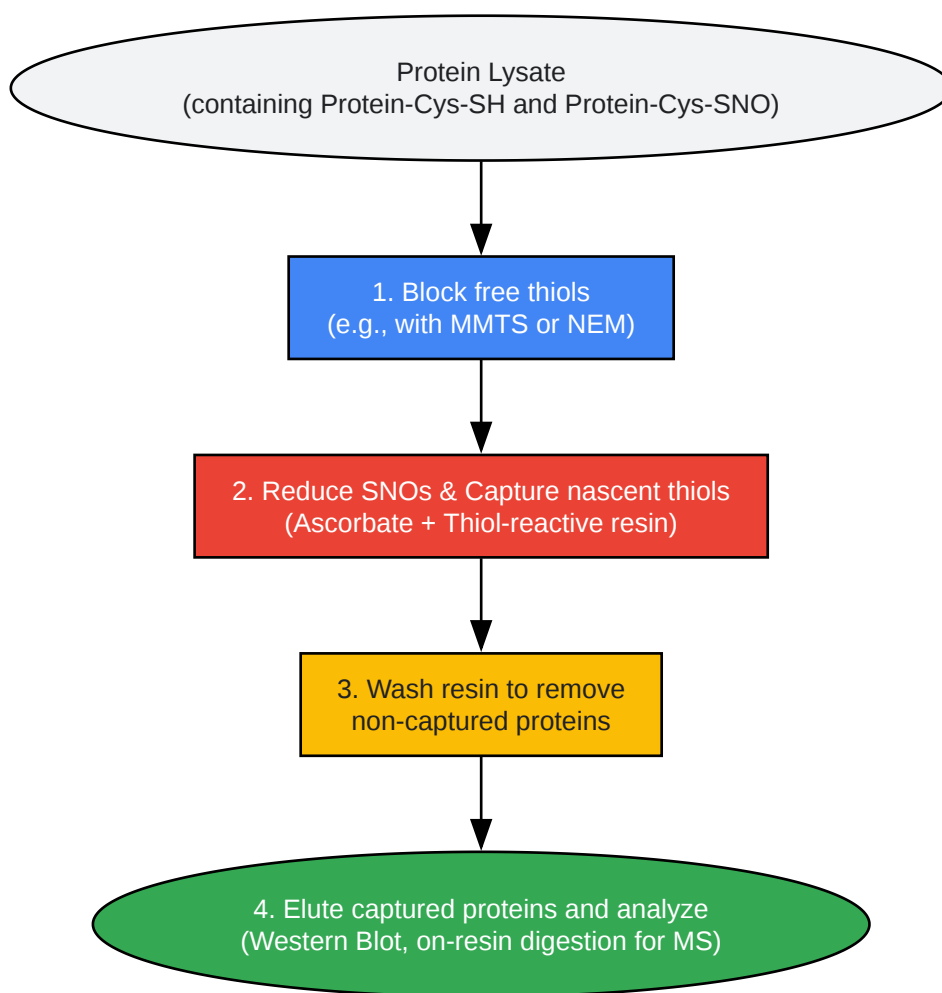 Protein Lysate
(containing Protein-Cys-SH and Protein-Cys-SNO)
1. Block free thiols
(e.g., with MMTS or NEM)
2. Reduce SNOs & Capture nascent thiols
(Ascorbate + Thiol-reactive resin)
3. Wash resin to remove
non-captured proteins
4. Elute captured proteins and analyze
(Western Blot, on-resin digestion for MS)